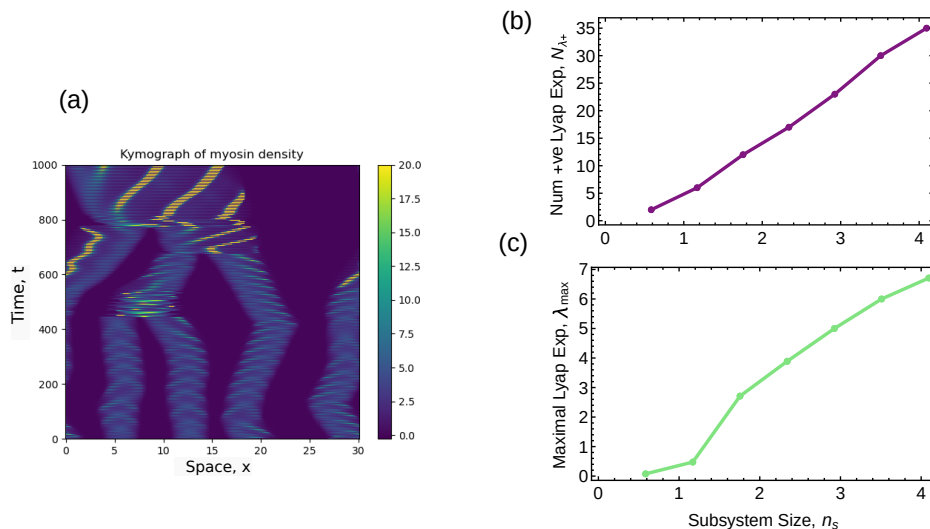 (a)
Kymograph of myosin density
1000
800
600
400
200
0
Time, t
0 5 10 15 20 25 30
Space, x
20.0
17.5
15.0
12.5
10.0
7.5
5.0
2.5
0.0
(b)
Num +ve Lyap Exp, Nλ+
35
30
25
20
15
10
5
0
0 1 2 3 4
(c)
Maximal Lyap Exp, λmax
7
6
5
4
3
2
1
0
0 1 2 3 4
Subsystem Size, ns